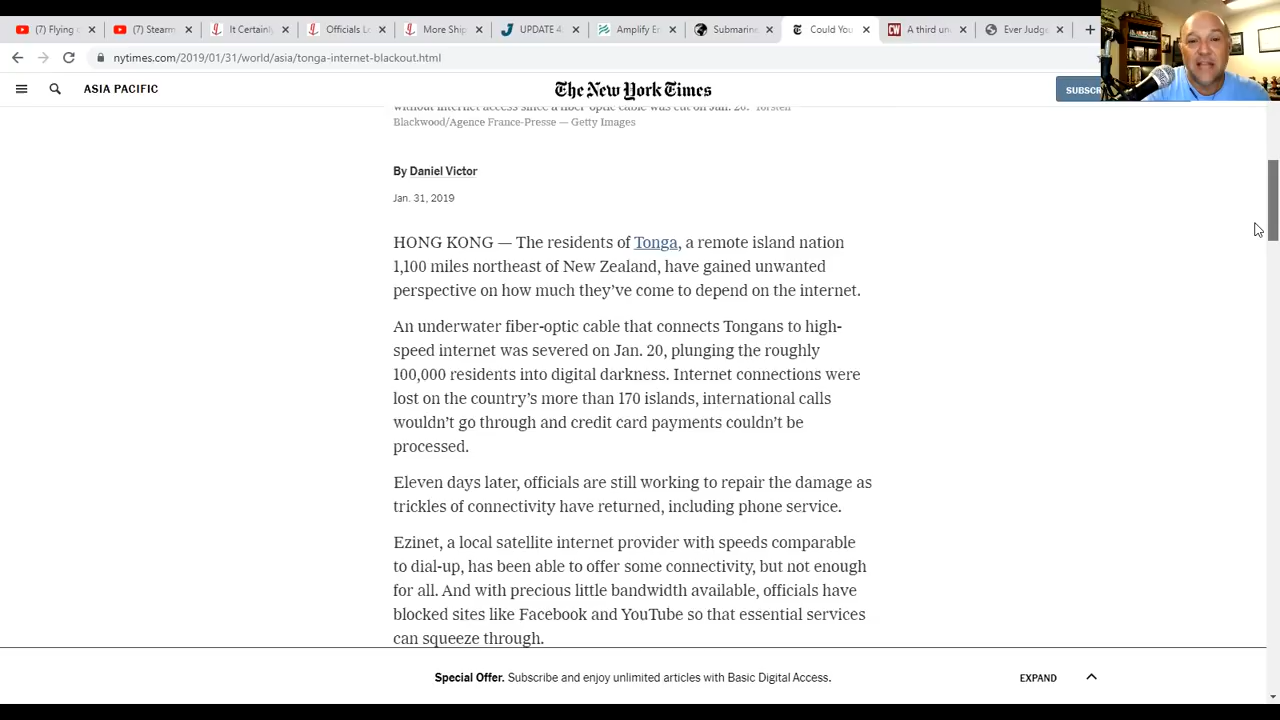 Flying c
Stearm
It Certainly
Officials Lo
More Ship
UPDATE 4
Amplify En
Submarin
Could You
A third un
Ever Judge
nytimes.com/2019/01/31/world/asia/tonga-internet-blackout.html
ASIA PACIFIC
The New York Times
SUBSCR
without internet access since a fiber-optic cable was cut on Jan. 20. Torsten
Blackwood/Agence France-Presse — Getty Images
By Daniel Victor
Jan. 31, 2019
HONG KONG — The residents of Tonga, a remote island nation
1,100 miles northeast of New Zealand, have gained unwanted
perspective on how much they’ve come to depend on the internet.
An underwater fiber-optic cable that connects Tongans to high-
speed internet was severed on Jan. 20, plunging the roughly
100,000 residents into digital darkness. Internet connections were
lost on the country’s more than 170 islands, international calls
wouldn’t go through and credit card payments couldn’t be
processed.
Eleven days later, officials are still working to repair the damage as
trickles of connectivity have returned, including phone service.
Ezinet, a local satellite internet provider with speeds comparable
to dial-up, has been able to offer some connectivity, but not enough
for all. And with precious little bandwidth available, officials have
blocked sites like Facebook and YouTube so that essential services
can squeeze through.
Special Offer. Subscribe and enjoy unlimited articles with Basic Digital Access.
EXPAND